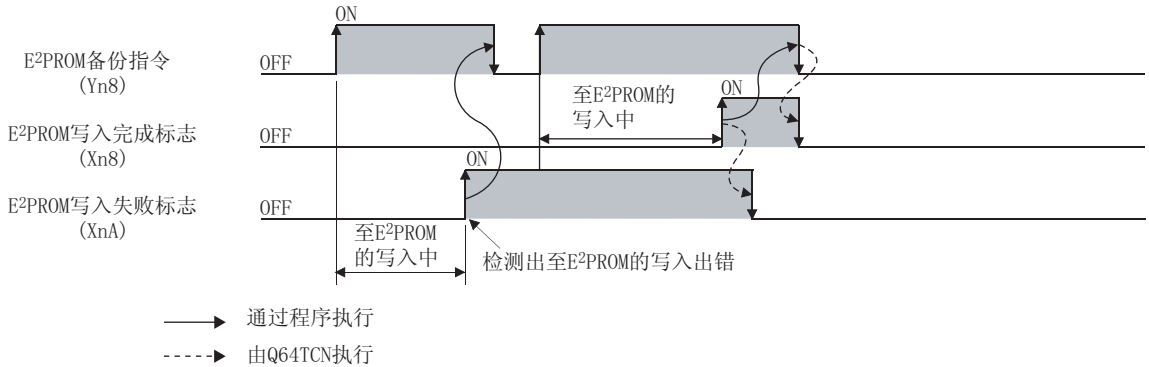 ON
E²PROM备份指令
(Yn8)
OFF
至E²PROM的
写入中
ON
E²PROM写入完成标志
(Xn8)
OFF
ON
E²PROM写入失败标志
(XnA)
OFF
至E²PROM
的写入中
检测出至E²PROM的写入出错
通过程序执行
由Q64TCN执行